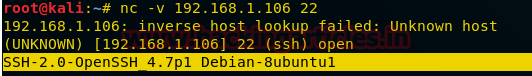 root@kali:~# nc -v 192.168.1.106 22
192.168.1.106: inverse host lookup failed: Unknown host
(UNKNOWN) [192.168.1.106] 22 (ssh) open
SSH-2.0-OpenSSH_4.7p1 Debian-8ubuntu1